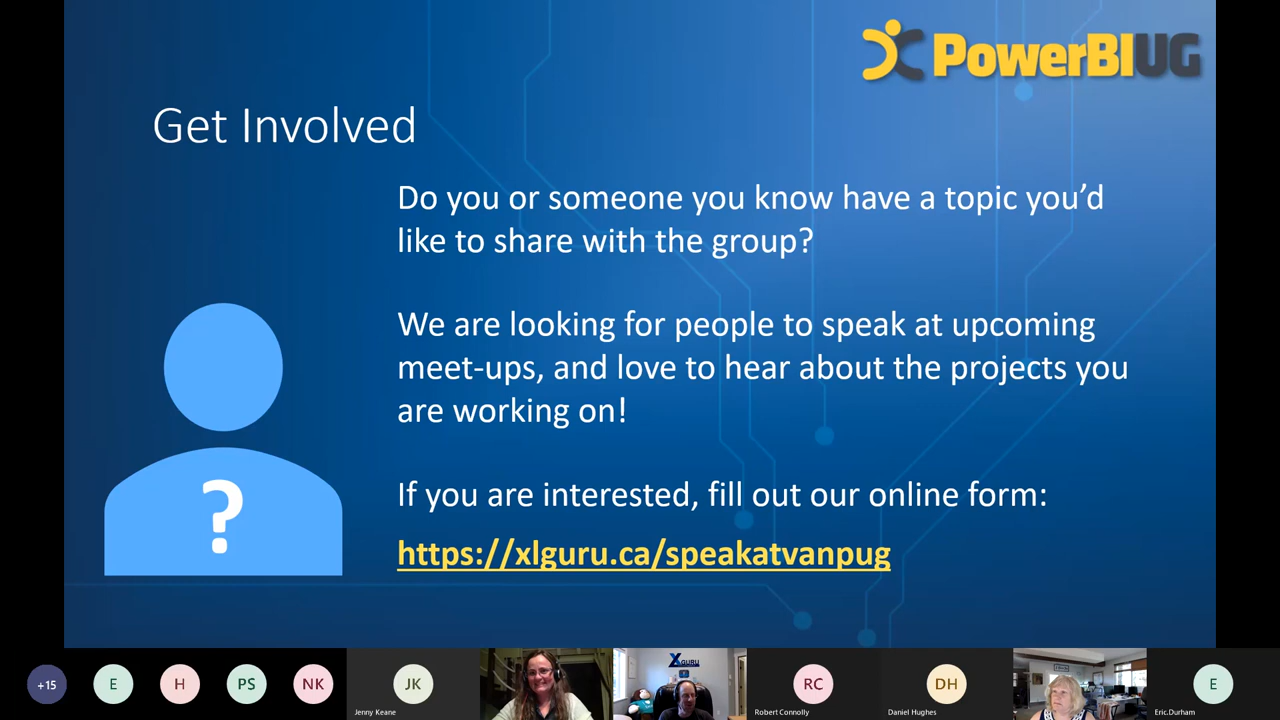 PowerBIUG
Get Involved
Do you or someone you know have a topic you’d
like to share with the group?
We are looking for people to speak at upcoming
meet-ups, and love to hear about the projects you
are working on!
If you are interested, fill out our online form:
https://xlguru.ca/speakatvanpug
?
+15
E
H
PS
NK
JK
Jenny Keane
XLGURU
RC
Robert Connolly
DH
Daniel Hughes
E
Eric.Durham